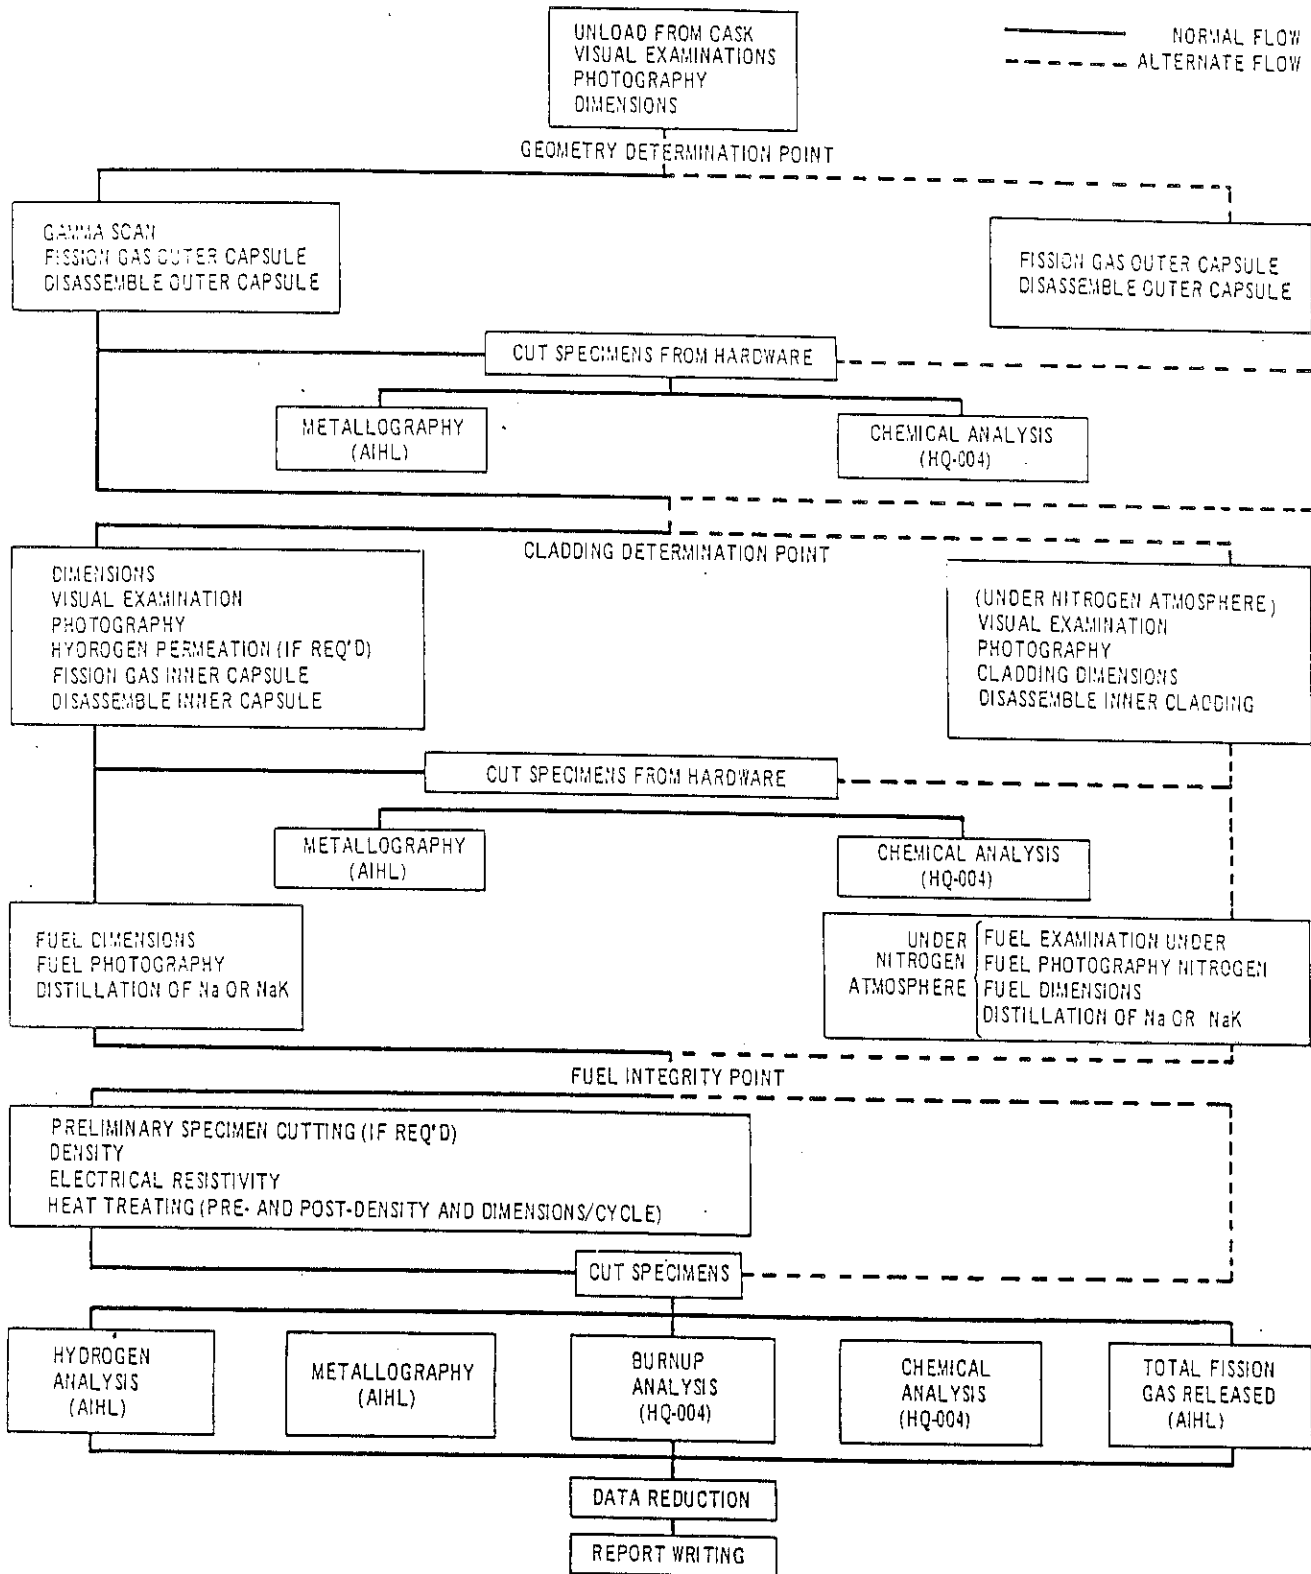 UNLOAD FROM CASK
VISUAL EXAMINATIONS
PHOTOGRAPHY
DIMENSIONS
NORMAL FLOW
ALTERNATE FLOW
GEOMETRY DETERMINATION POINT
GAMMA SCAN
FISSION GAS OUTER CAPSULE
DISASSEMBLE OUTER CAPSULE
FISSION GAS OUTER CAPSULE
DISASSEMBLE OUTER CAPSULE
CUT SPECIMENS FROM HARDWARE
METALLOGRAPHY
(AIHL)
CHEMICAL ANALYSIS
(HQ-004)
CLADDING DETERMINATION POINT
DIMENSIONS
VISUAL EXAMINATION
PHOTOGRAPHY
HYDROGEN PERMEATION (IF REQ'D)
FISSION GAS INNER CAPSULE
DISASSEMBLE INNER CAPSULE
(UNDER NITROGEN ATMOSPHERE)
VISUAL EXAMINATION
PHOTOGRAPHY
CLADDING DIMENSIONS
DISASSEMBLE INNER CLADDING
CUT SPECIMENS FROM HARDWARE
METALLOGRAPHY
(AIHL)
CHEMICAL ANALYSIS
(HQ-004)
FUEL DIMENSIONS
FUEL PHOTOGRAPHY
DISTILLATION OF Na OR NaK
UNDER
NITROGEN
ATMOSPHERE
FUEL EXAMINATION UNDER
FUEL PHOTOGRAPHY NITROGEN
FUEL DIMENSIONS
DISTILLATION OF Na OR NaK
FUEL INTEGRITY POINT
PRELIMINARY SPECIMEN CUTTING (IF REQ'D)
DENSITY
ELECTRICAL RESISTIVITY
HEAT TREATING (PRE- AND POST-DENSITY AND DIMENSIONS/CYCLE)
CUT SPECIMENS
HYDROGEN
ANALYSIS
(AIHL)
METALLOGRAPHY
(AIHL)
BURNUP
ANALYSIS
(HQ-004)
CHEMICAL
ANALYSIS
(HQ-004)
TOTAL FISSION
GAS RELEASED
(AIHL)
DATA REDUCTION
REPORT WRITING